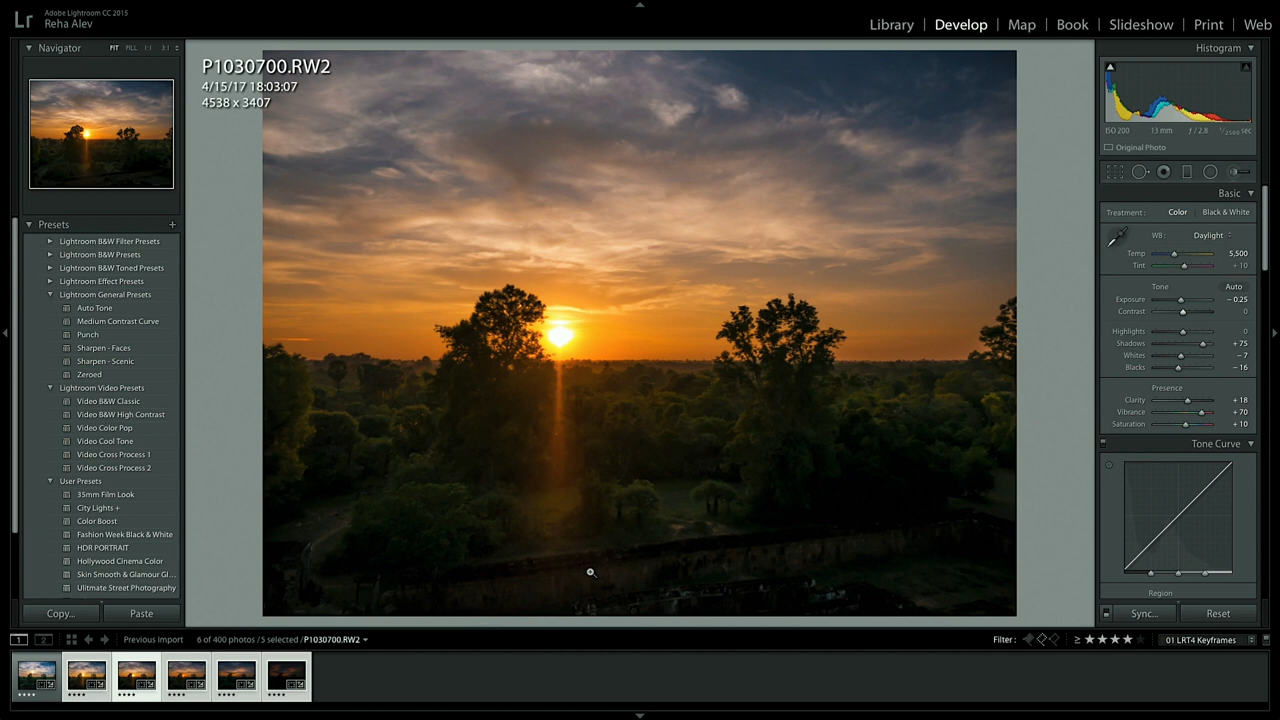 Lr
Adobe Lightroom CC 2015
Reha Alev
Library | Develop | Map | Book | Slideshow | Print | Web
Navigator FIT FILL 1:1 3:1
P1030700.RW2
4/15/17 18:03:07
4538 x 3407
Histogram
ISO 200 13 mm ƒ / 2.8 1/2500 sec
Original Photo
Presets +
Lightroom B&W Filter Presets
Lightroom B&W Presets
Lightroom B&W Toned Presets
Lightroom Effect Presets
Lightroom General Presets
Auto Tone
Medium Contrast Curve
Punch
Sharpen - Faces
Sharpen - Scenic
Zeroed
Lightroom Video Presets
Video B&W Classic
Video B&W High Contrast
Video Color Pop
Video Cool Tone
Video Cross Process 1
Video Cross Process 2
User Presets
35mm Film Look
City Lights +
Color Boost
Fashion Week Black & White
HDR PORTRAIT
Hollywood Cinema Color
Skin Smooth & Glamour Gl...
Ulitmate Street Photography
Copy... Paste
Basic
Treatment : Color Black & White
WB : Daylight
Temp 5,500
Tint + 10
Tone Auto
Exposure – 0.25
Contrast 0
Highlights 0
Shadows + 75
Whites – 7
Blacks – 16
Presence
Clarity + 18
Vibrance + 70
Saturation + 10
Tone Curve
Region
Sync... Reset
1 2 Previous Import 6 of 400 photos / 5 selected / P1030700.RW2 Filter : ≥ ★★★★★ 01 LRT4 Keyframes